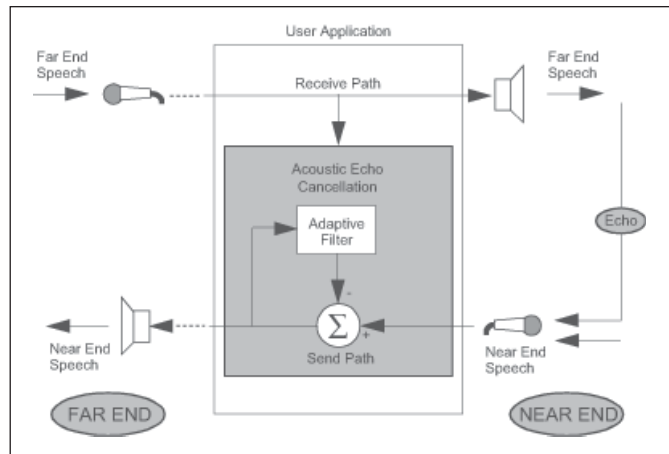 User Application
Far End
Speech
Receive Path
Far End
Speech
Acoustic Echo
Cancellation
Adaptive
Filter
Echo
-
Σ
+
Near End
Speech
Send Path
Near End
Speech
FAR END
NEAR END